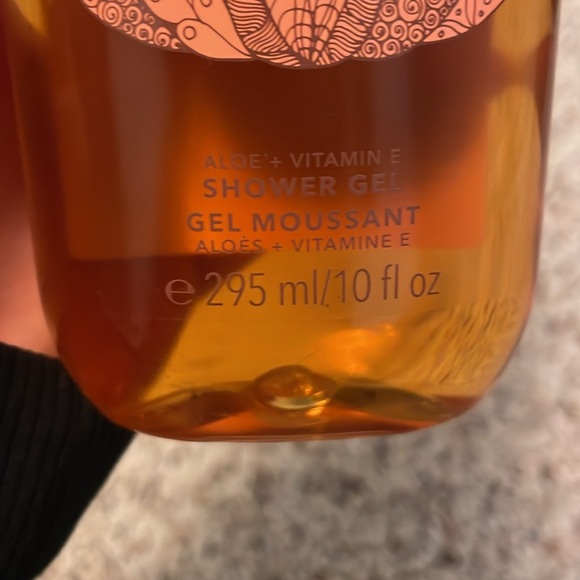 ALOE + VITAMIN E
SHOWER GEL
GEL MOUSSANT
ALOÈS + VITAMINE E
℮ 295 ml/10 fl oz